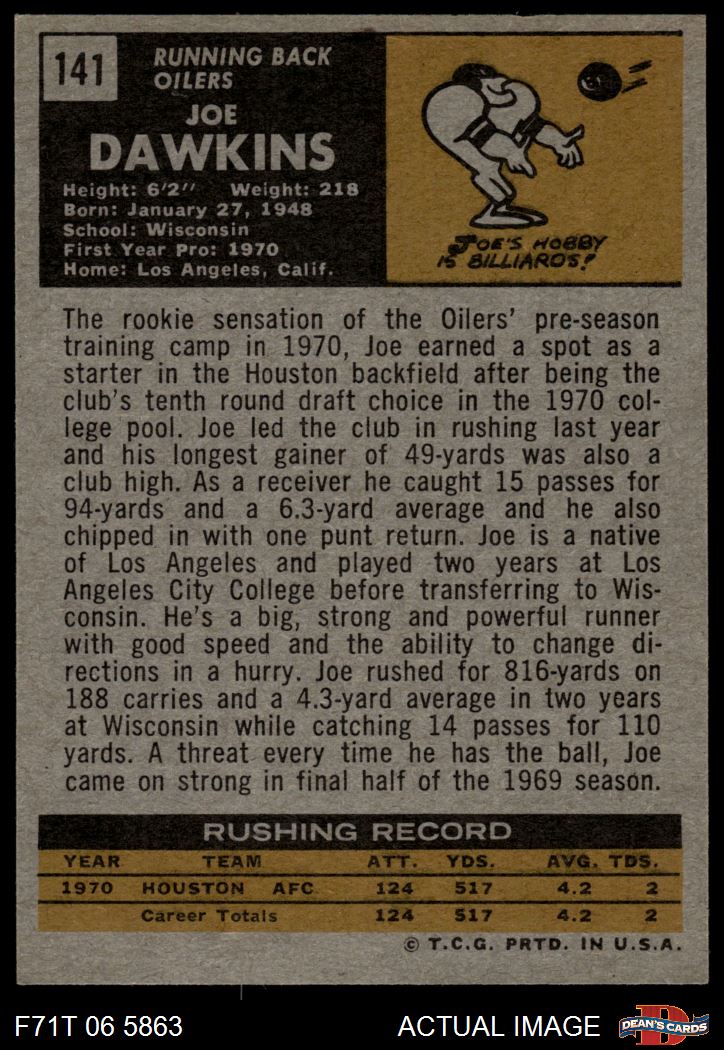 141
RUNNING BACK
OILERS
JOE
DAWKINS
Height: 6'2" Weight: 218
Born: January 27, 1948
School: Wisconsin
First Year Pro: 1970
Home: Los Angeles, Calif.
JOE'S HOBBY
IS BILLIARDS!
The rookie sensation of the Oilers' pre-season
training camp in 1970, Joe earned a spot as a
starter in the Houston backfield after being the
club's tenth round draft choice in the 1970 col-
lege pool. Joe led the club in rushing last year
and his longest gainer of 49-yards was also a
club high. As a receiver he caught 15 passes for
94-yards and a 6.3-yard average and he also
chipped in with one punt return. Joe is a native
of Los Angeles and played two years at Los
Angeles City College before transferring to Wis-
consin. He's a big, strong and powerful runner
with good speed and the ability to change di-
rections in a hurry. Joe rushed for 816-yards on
188 carries and a 4.3-yard average in two years
at Wisconsin while catching 14 passes for 110
yards. A threat every time he has the ball, Joe
came on strong in final half of the 1969 season.
RUSHING RECORD
YEAR TEAM ATT. YDS. AVG. TDS.
1970 HOUSTON AFC 124 517 4.2 2
Career Totals 124 517 4.2 2
© T.C.G. PRTD. IN U.S.A.
F71T 06 5863 ACTUAL IMAGE
D
DEAN'S CARDS